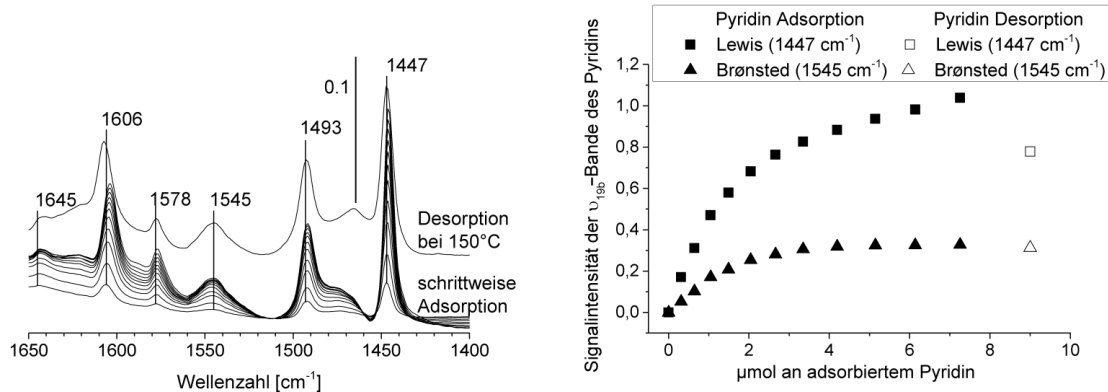 1447
0.1
1606
1493
1645
1578
1545
Desorption
bei 150°C
schrittweise
Adsorption
1650
1600
1550
1500
1450
1400
Wellenzahl [cm⁻¹]
Pyridin Adsorption
Pyridin Desorption
Lewis (1447 cm⁻¹)
Lewis (1447 cm⁻¹)
Brønsted (1545 cm⁻¹)
Brønsted (1545 cm⁻¹)
Signalintensität der υ19b-Bande des Pyridins
1,2
1,0
0,8
0,6
0,4
0,2
0,0
0
2
4
6
8
10
µmol an adsorbiertem Pyridin